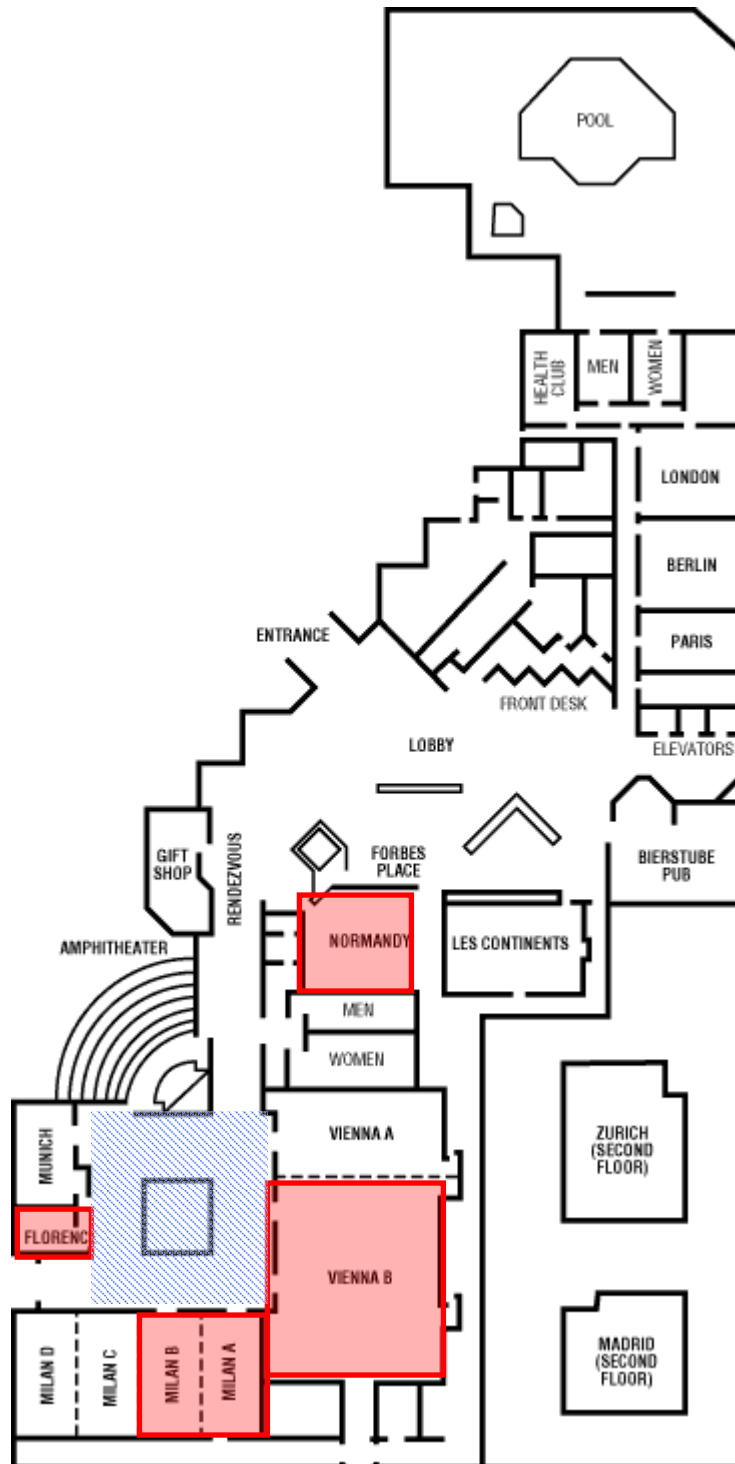 POOL
HEALTH
CLUB
MEN
WOMEN
LONDON
BERLIN
ENTRANCE
PARIS
FRONT DESK
LOBBY
ELEVATORS
GIFT
SHOP
RENDEZVOUS
FORBES
PLACE
BIERSTUBE
PUB
AMPHITHEATER
NORMANDY
LES CONTINENTS
MEN
WOMEN
MUNICH
VIENNA A
ZURICH
(SECOND
FLOOR)
FLORENC
VIENNA B
MILAN D
MILAN C
MILAN B
MILAN A
MADRID
(SECOND
FLOOR)